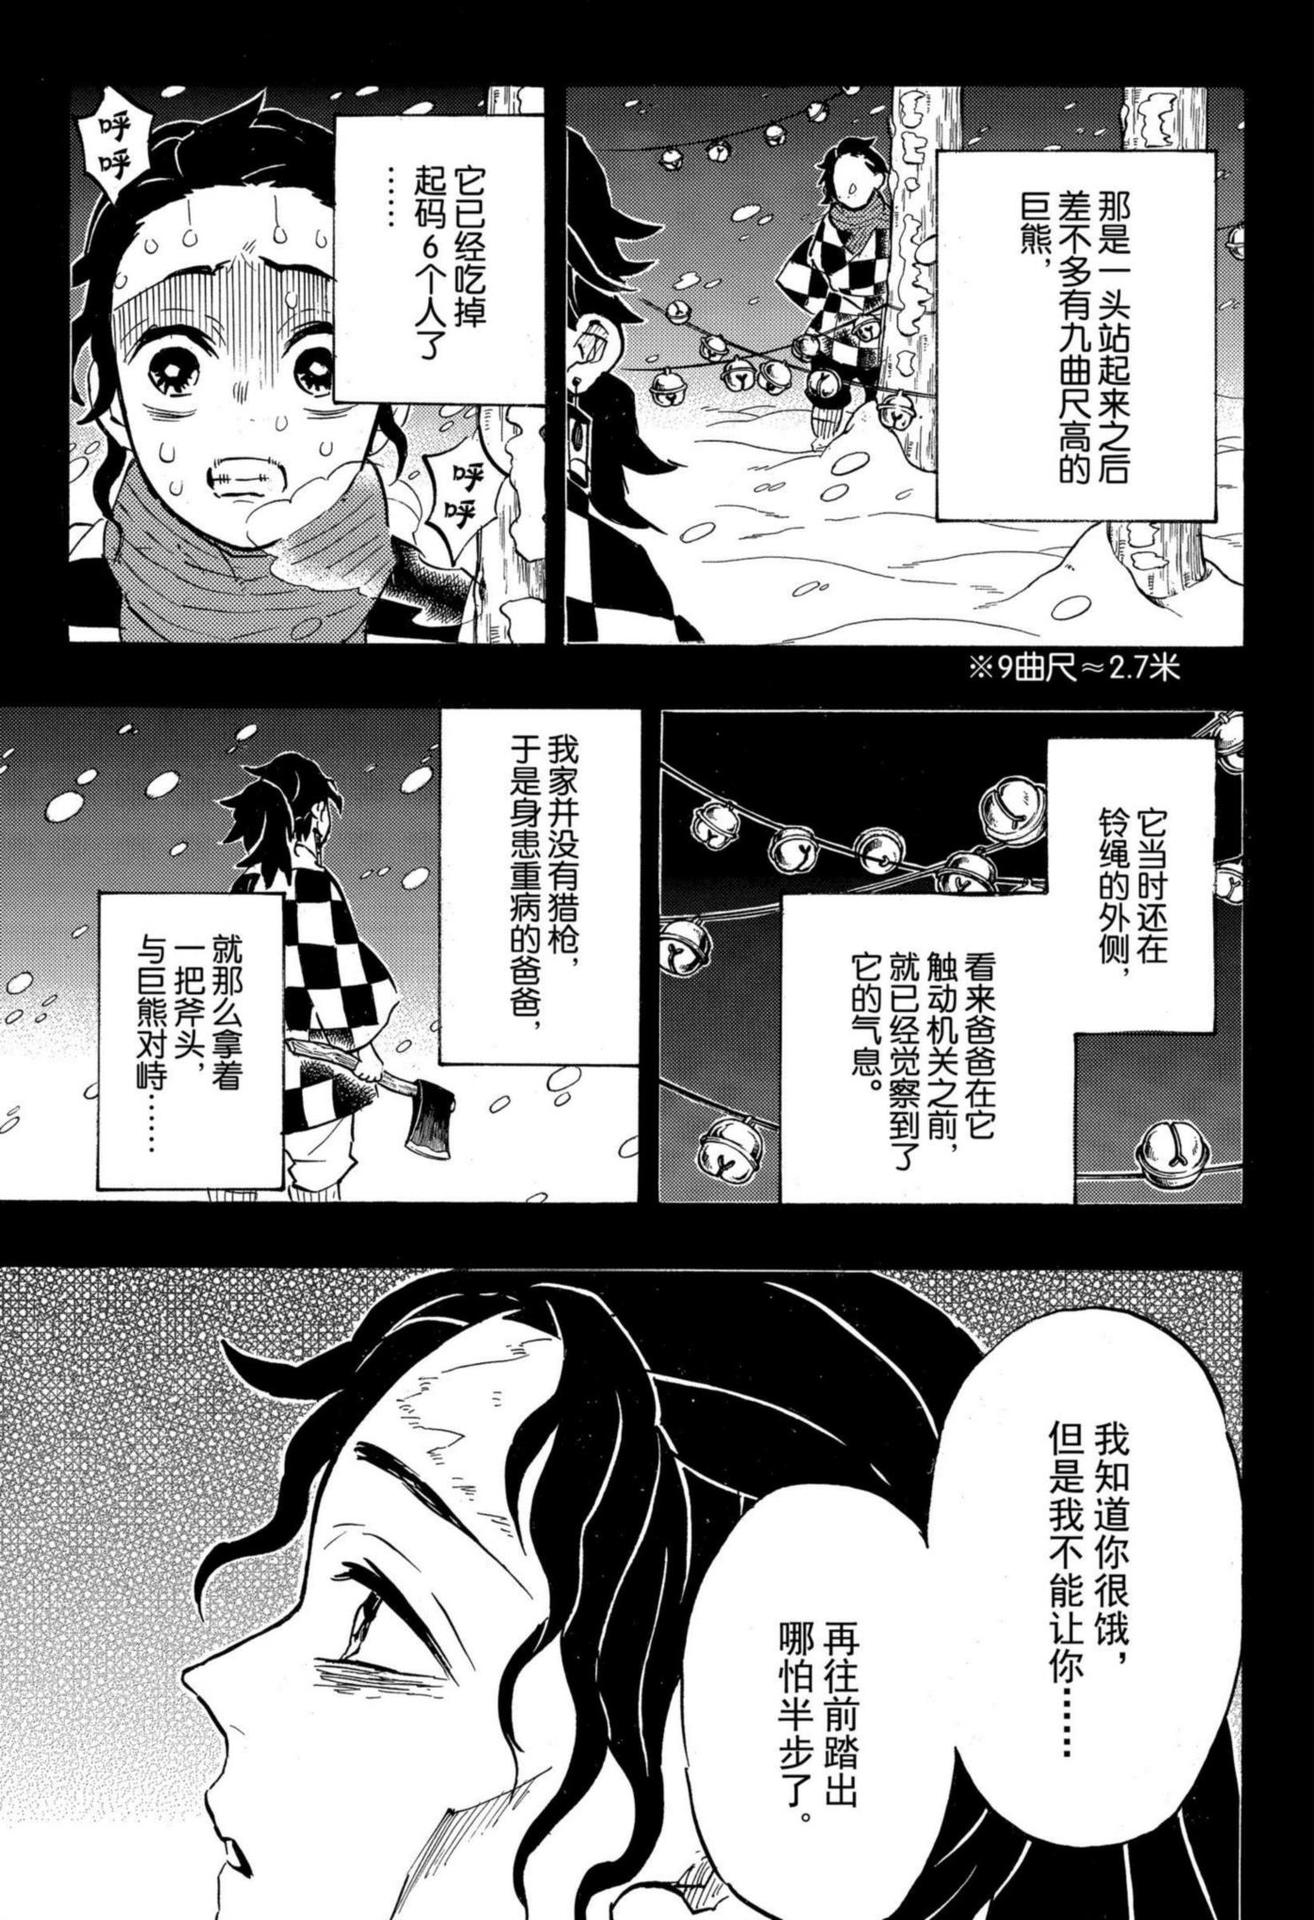 那是一头站起来之后
差不多有九曲尺高的
巨熊，
它已经吃掉
起码6个人了
……
呼
呼
呼
呼
※9曲尺≈2.7米
它当时还在
铃绳的外侧，
看来爸爸在它
触动机关之前，
就已经觉察到了
它的气息。
我家并没有猎枪，
于是身患重病的爸爸，
就那么拿着
一把斧头，
与巨熊对峙……
我知道你很饿，
但是我不能让你……
再往前踏出
哪怕半步了。